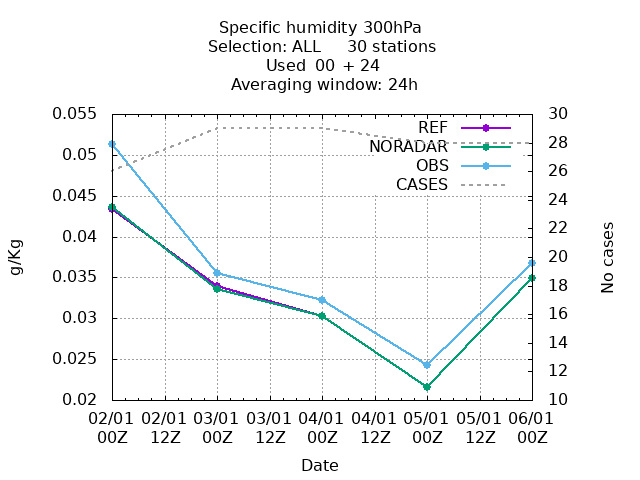 Specific humidity 300hPa
Selection: ALL 30 stations
Used 00 + 24
Averaging window: 24h
0.055
0.05
0.045
0.04
0.035
0.03
0.025
0.02
g/Kg
30
28
26
24
22
20
18
16
14
12
10
No cases
REF
NORADAR
OBS
CASES
02/01 02/01 03/01 03/01 04/01 04/01 05/01 05/01 06/01
00Z 12Z 00Z 12Z 00Z 12Z 00Z 12Z 00Z
Date